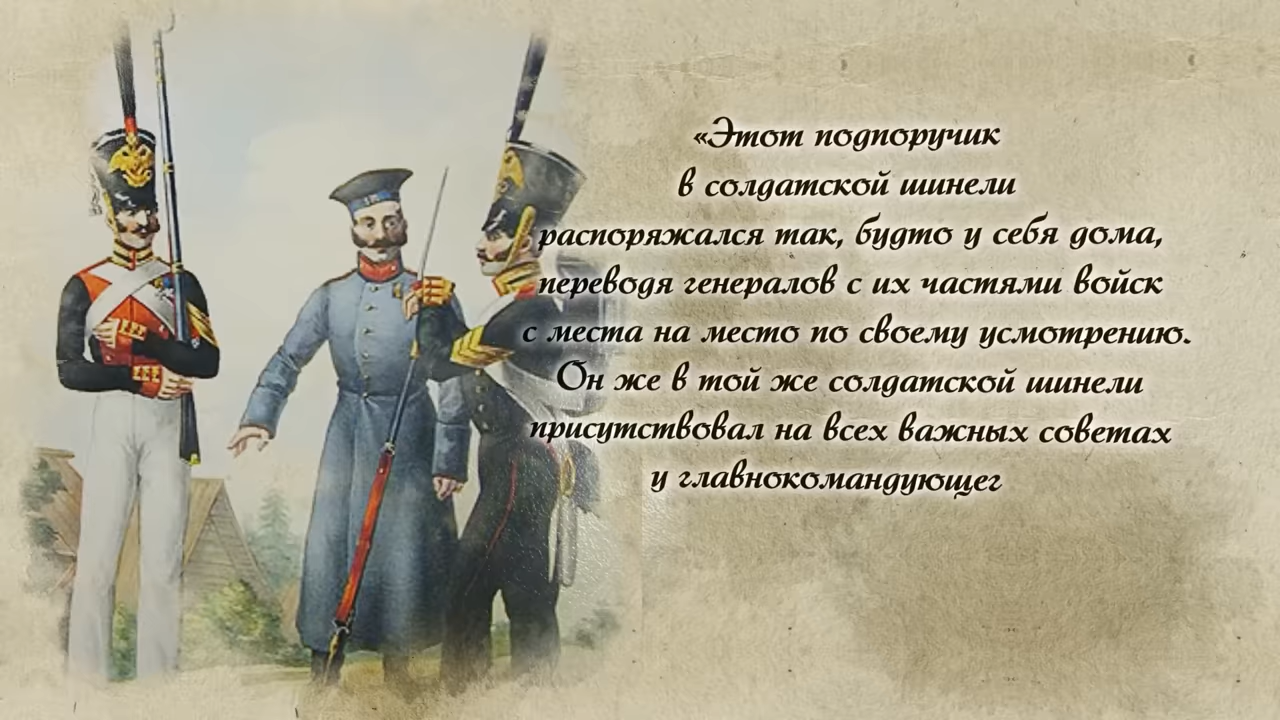 «Этот подпоручик
в солдатской шинели
распоряжался так, будто у себя дома,
переводя генералов с их частями войск
с места на место по своему усмотрению.
Он же в той же солдатской шинели
присутствовал на всех важных советах
у главнокомандующег